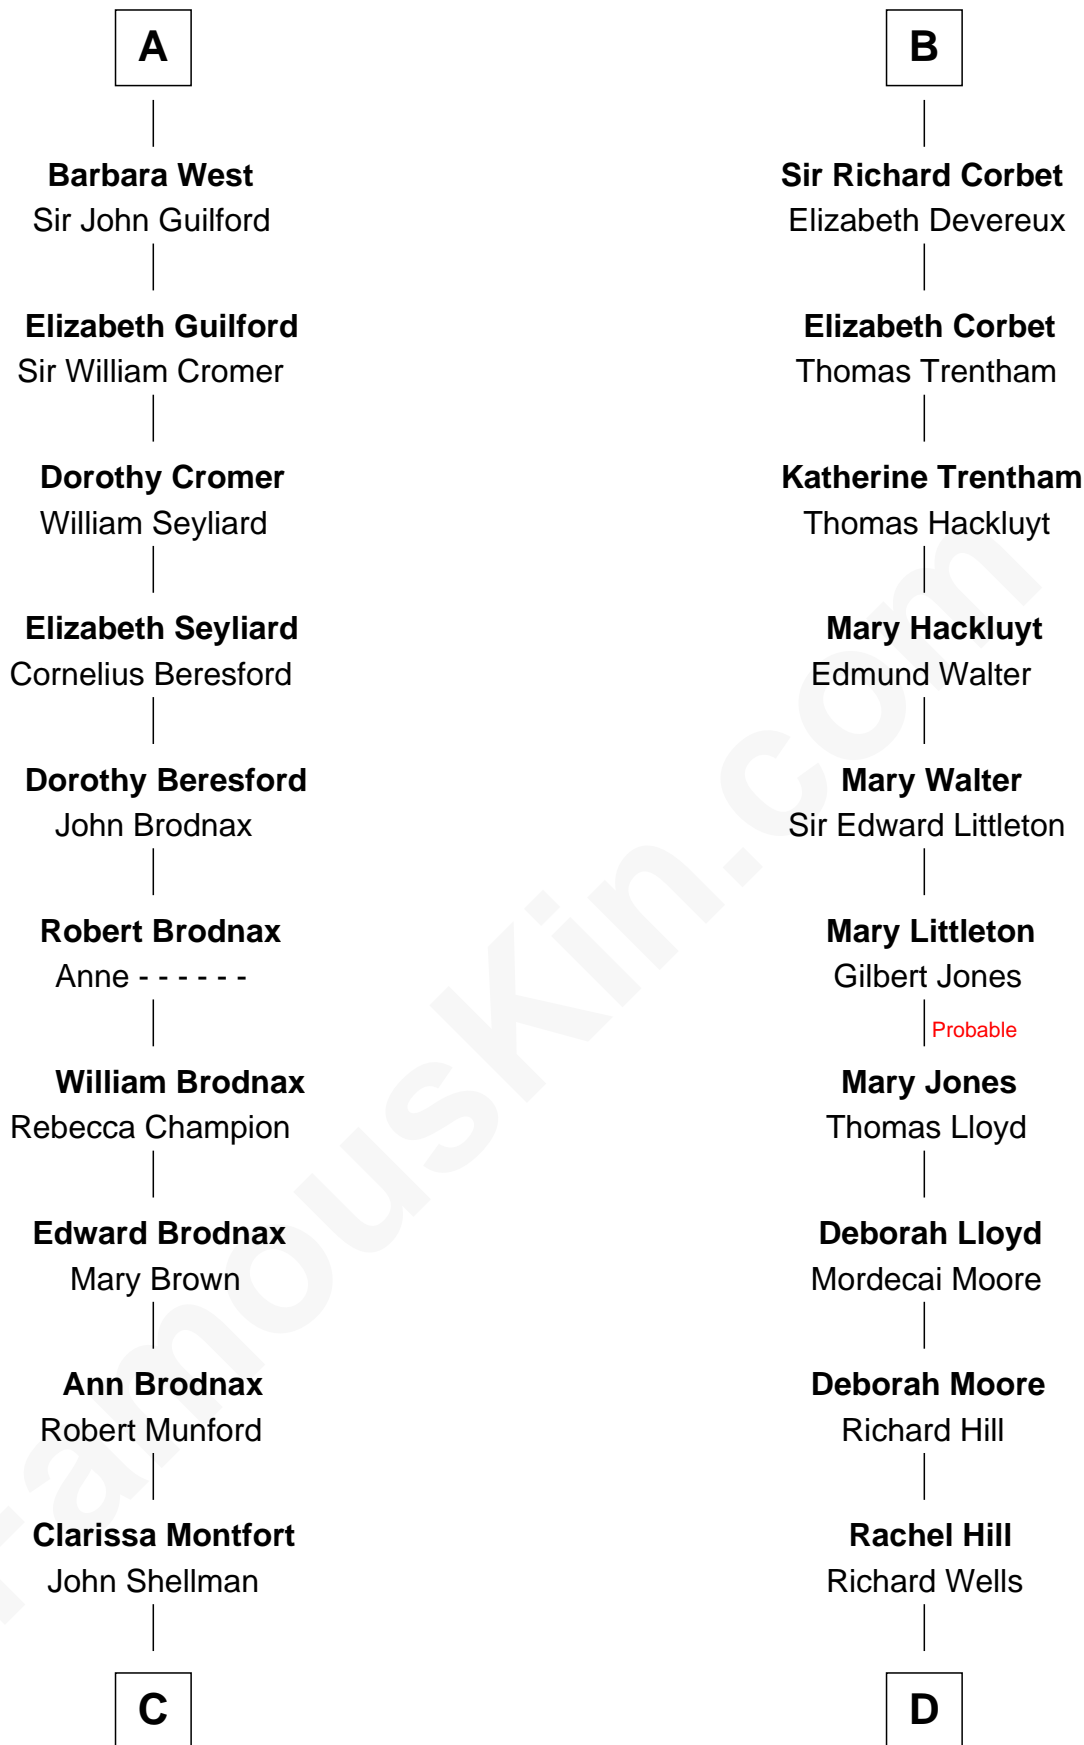 A
Barbara West
Sir John Guilford
Elizabeth Guilford
Sir William Cromer
Dorothy Cromer
William Seyliard
Elizabeth Seyliard
Cornelius Beresford
Dorothy Beresford
John Brodnax
Robert Brodnax
Anne - - - - - -
William Brodnax
Rebecca Champion
Edward Brodnax
Mary Brown
Ann Brodnax
Robert Munford
Clarissa Montfort
John Shellman
C
B
Sir Richard Corbet
Elizabeth Devereux
Elizabeth Corbet
Thomas Trentham
Katherine Trentham
Thomas Hackluyt
Mary Hackluyt
Edmund Walter
Mary Walter
Sir Edward Littleton
Mary Littleton
Gilbert Jones
Probable
Mary Jones
Thomas Lloyd
Deborah Lloyd
Mordecai Moore
Deborah Moore
Richard Hill
Rachel Hill
Richard Wells
D
FamousKin.com